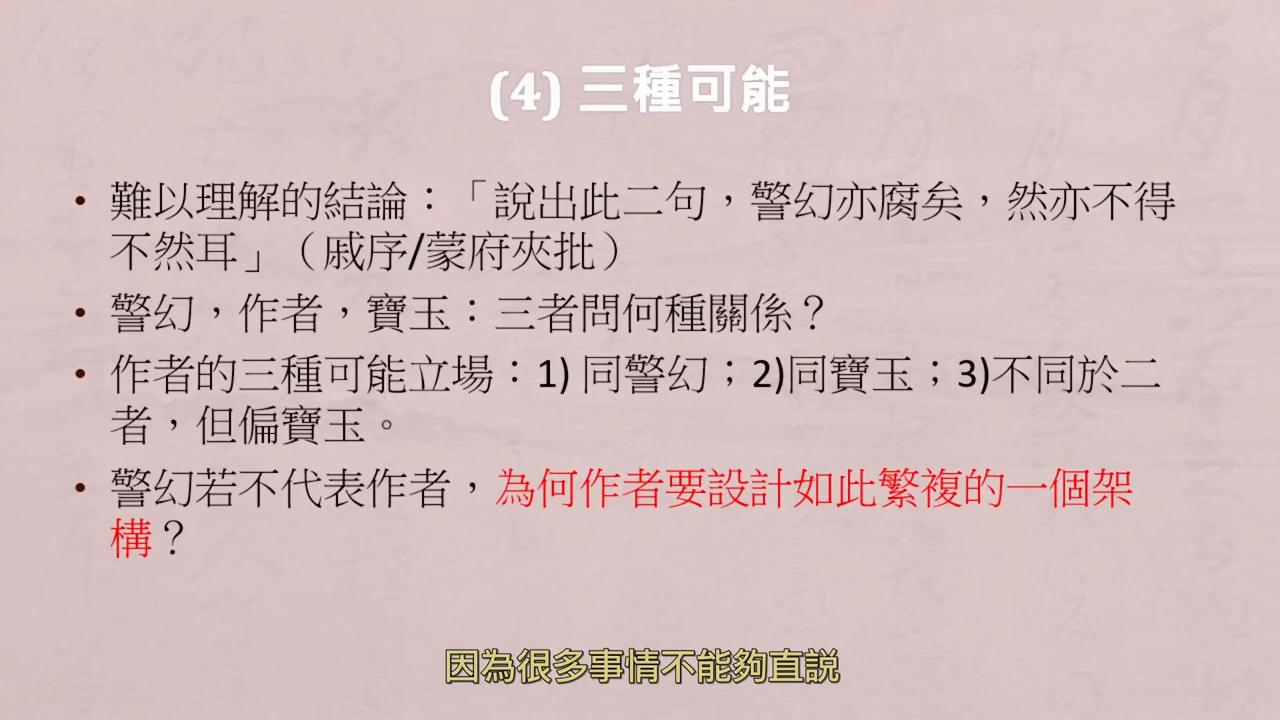 (4) 三種可能
• 難以理解的結論：「說出此二句，警幻亦腐矣，然亦不得
不然耳」（戚序/蒙府夾批）
• 警幻，作者，寶玉：三者問何種關係？
• 作者的三種可能立場：1) 同警幻；2)同寶玉；3)不同於二
者，但偏寶玉。
• 警幻若不代表作者，為何作者要設計如此繁複的一個架
構？
因為很多事情不能夠直説